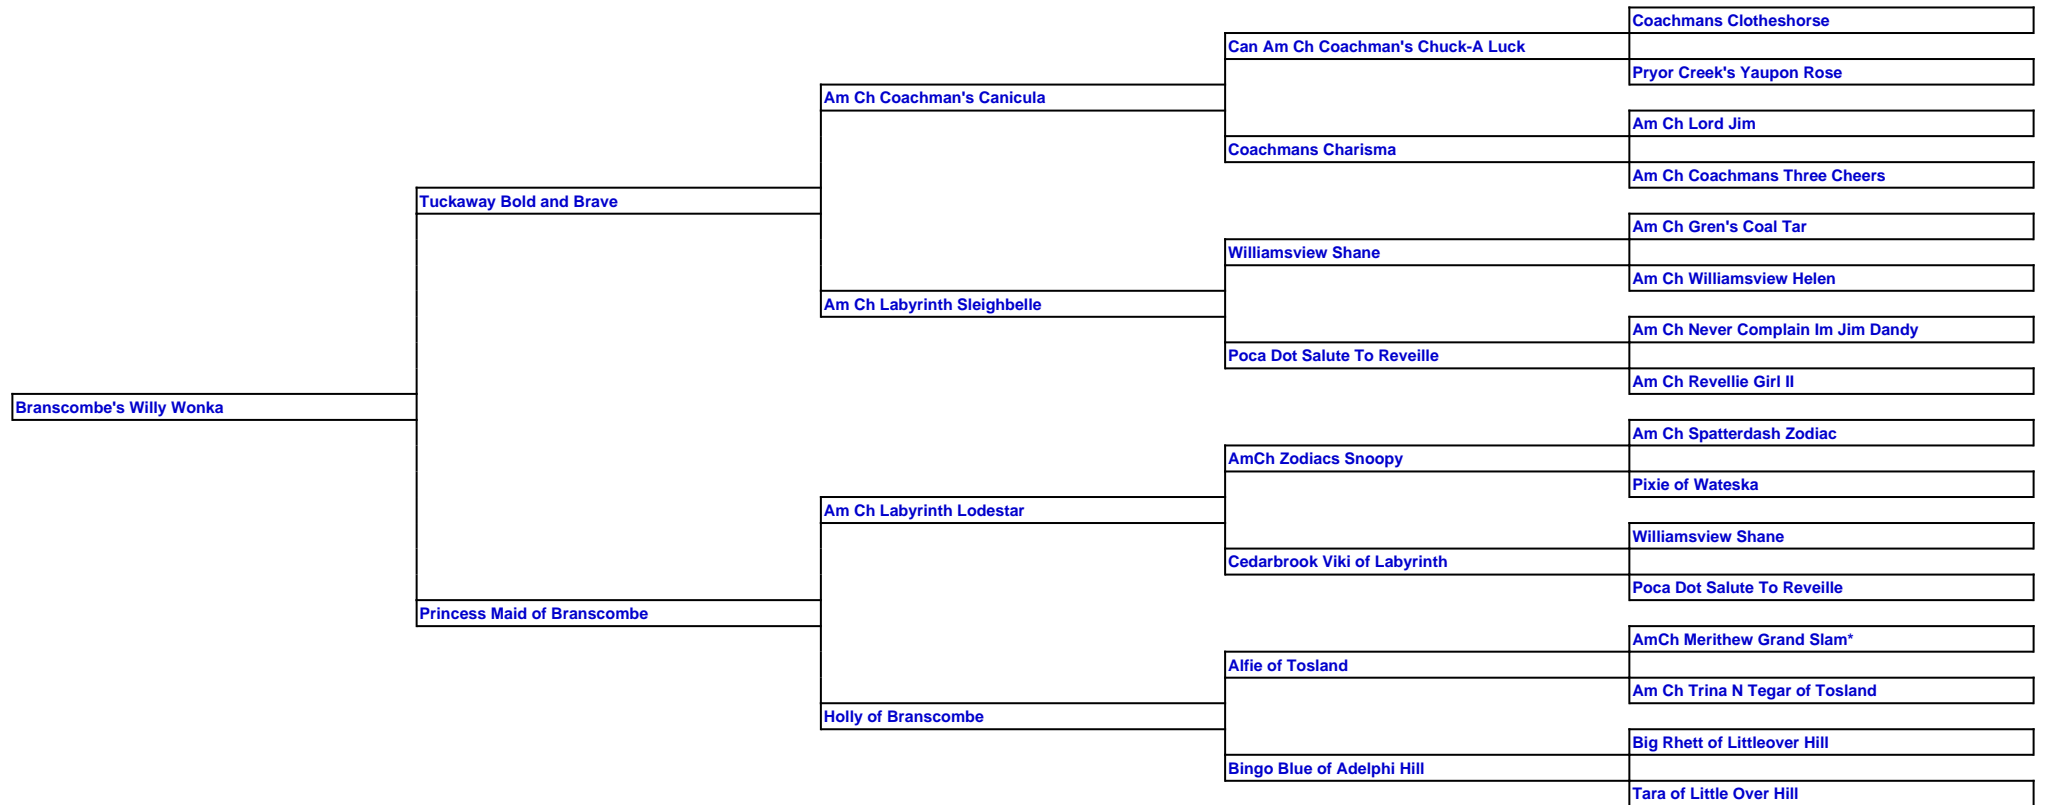 Coachmans Clotheshorse
Can Am Ch Coachman's Chuck-A Luck
Pryor Creek's Yaupon Rose
Am Ch Coachman's Canicula
Am Ch Lord Jim
Coachmans Charisma
Am Ch Coachmans Three Cheers
Tuckaway Bold and Brave
Am Ch Gren's Coal Tar
Williamsview Shane
Am Ch Williamsview Helen
Am Ch Labyrinth Sleighbelle
Am Ch Never Complain Im Jim Dandy
Poca Dot Salute To Reveille
Am Ch Revellie Girl II
Branscombe's Willy Wonka
Am Ch Spatterdash Zodiac
AmCh Zodiacs Snoopy
Pixie of Wateska
Am Ch Labyrinth Lodestar
Williamsview Shane
Cedarbrook Viki of Labyrinth
Poca Dot Salute To Reveille
Princess Maid of Branscombe
AmCh Merithew Grand Slam*
Alfie of Tosland
Am Ch Trina N Tegar of Tosland
Holly of Branscombe
Big Rhett of Littleover Hill
Bingo Blue of Adelphi Hill
Tara of Little Over Hill